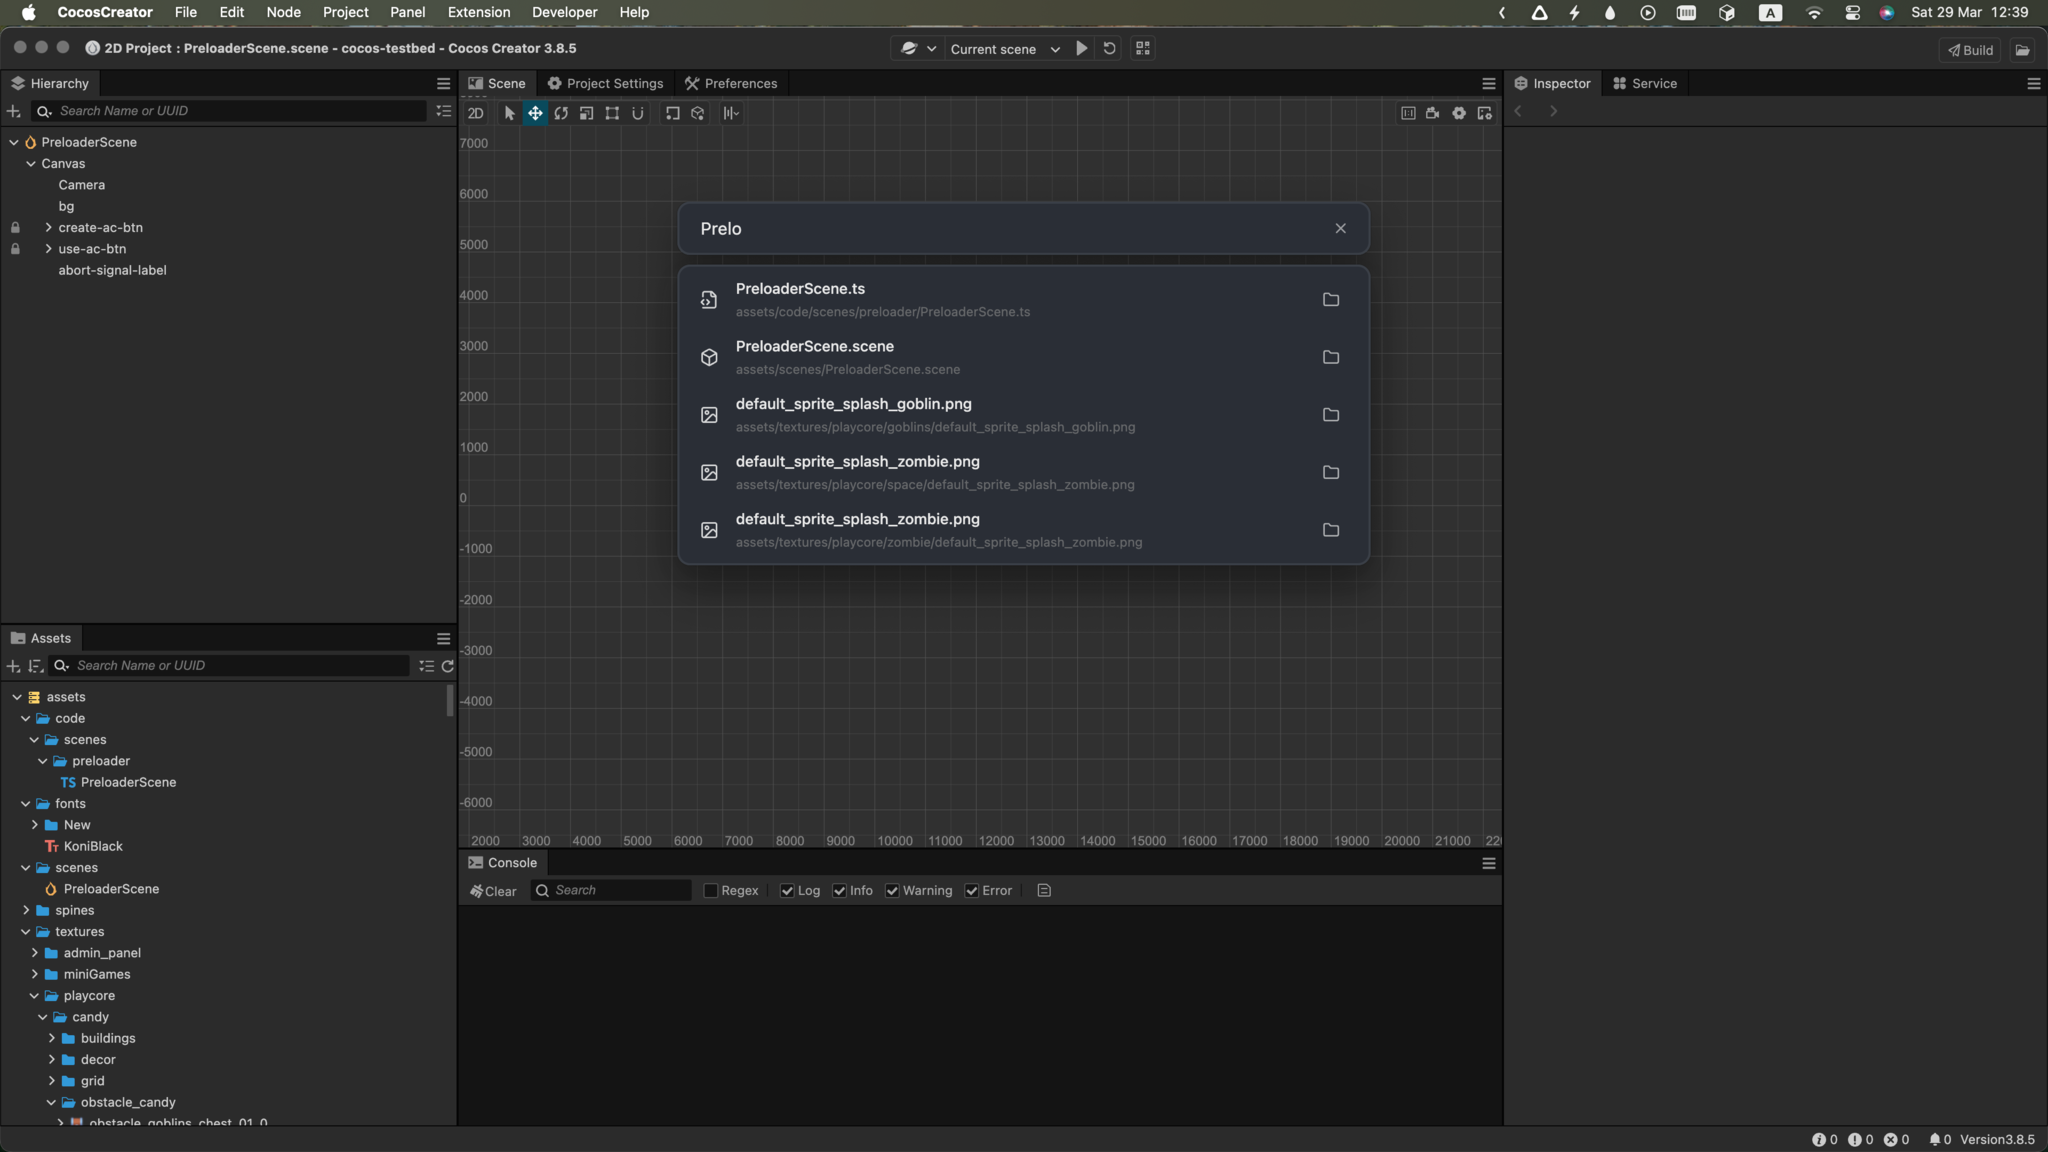 CocosCreator File Edit Node Project Panel Extension Developer Help
A Sat 29 Mar 12:39
2D Project : PreloaderScene.scene - cocos-testbed - Cocos Creator 3.8.5
Current scene
Build
Hierarchy
Scene Project Settings Preferences
Inspector Service
Search Name or UUID
2D
PreloaderScene
Canvas
Camera
bg
create-ac-btn
use-ac-btn
abort-signal-label
7000
6000
5000
4000
3000
2000
1000
0
-1000
-2000
-3000
-4000
-5000
-6000
2000 3000 4000 5000 6000 7000 8000 9000 10000 11000 12000 13000 14000 15000 16000 17000 18000 19000 20000 21000 22
Prelo
PreloaderScene.ts
assets/code/scenes/preloader/PreloaderScene.ts
PreloaderScene.scene
assets/scenes/PreloaderScene.scene
default_sprite_splash_goblin.png
assets/textures/playcore/goblins/default_sprite_splash_goblin.png
default_sprite_splash_zombie.png
assets/textures/playcore/space/default_sprite_splash_zombie.png
default_sprite_splash_zombie.png
assets/textures/playcore/zombie/default_sprite_splash_zombie.png
Assets
Search Name or UUID
assets
code
scenes
preloader
TS PreloaderScene
fonts
New
KoniBlack
scenes
PreloaderScene
spines
textures
admin_panel
miniGames
playcore
candy
buildings
decor
grid
obstacle_candy
obstacle_goblins_chest_01_0
Console
Clear Search Regex Log Info Warning Error
0 0 0 0 Version3.8.5